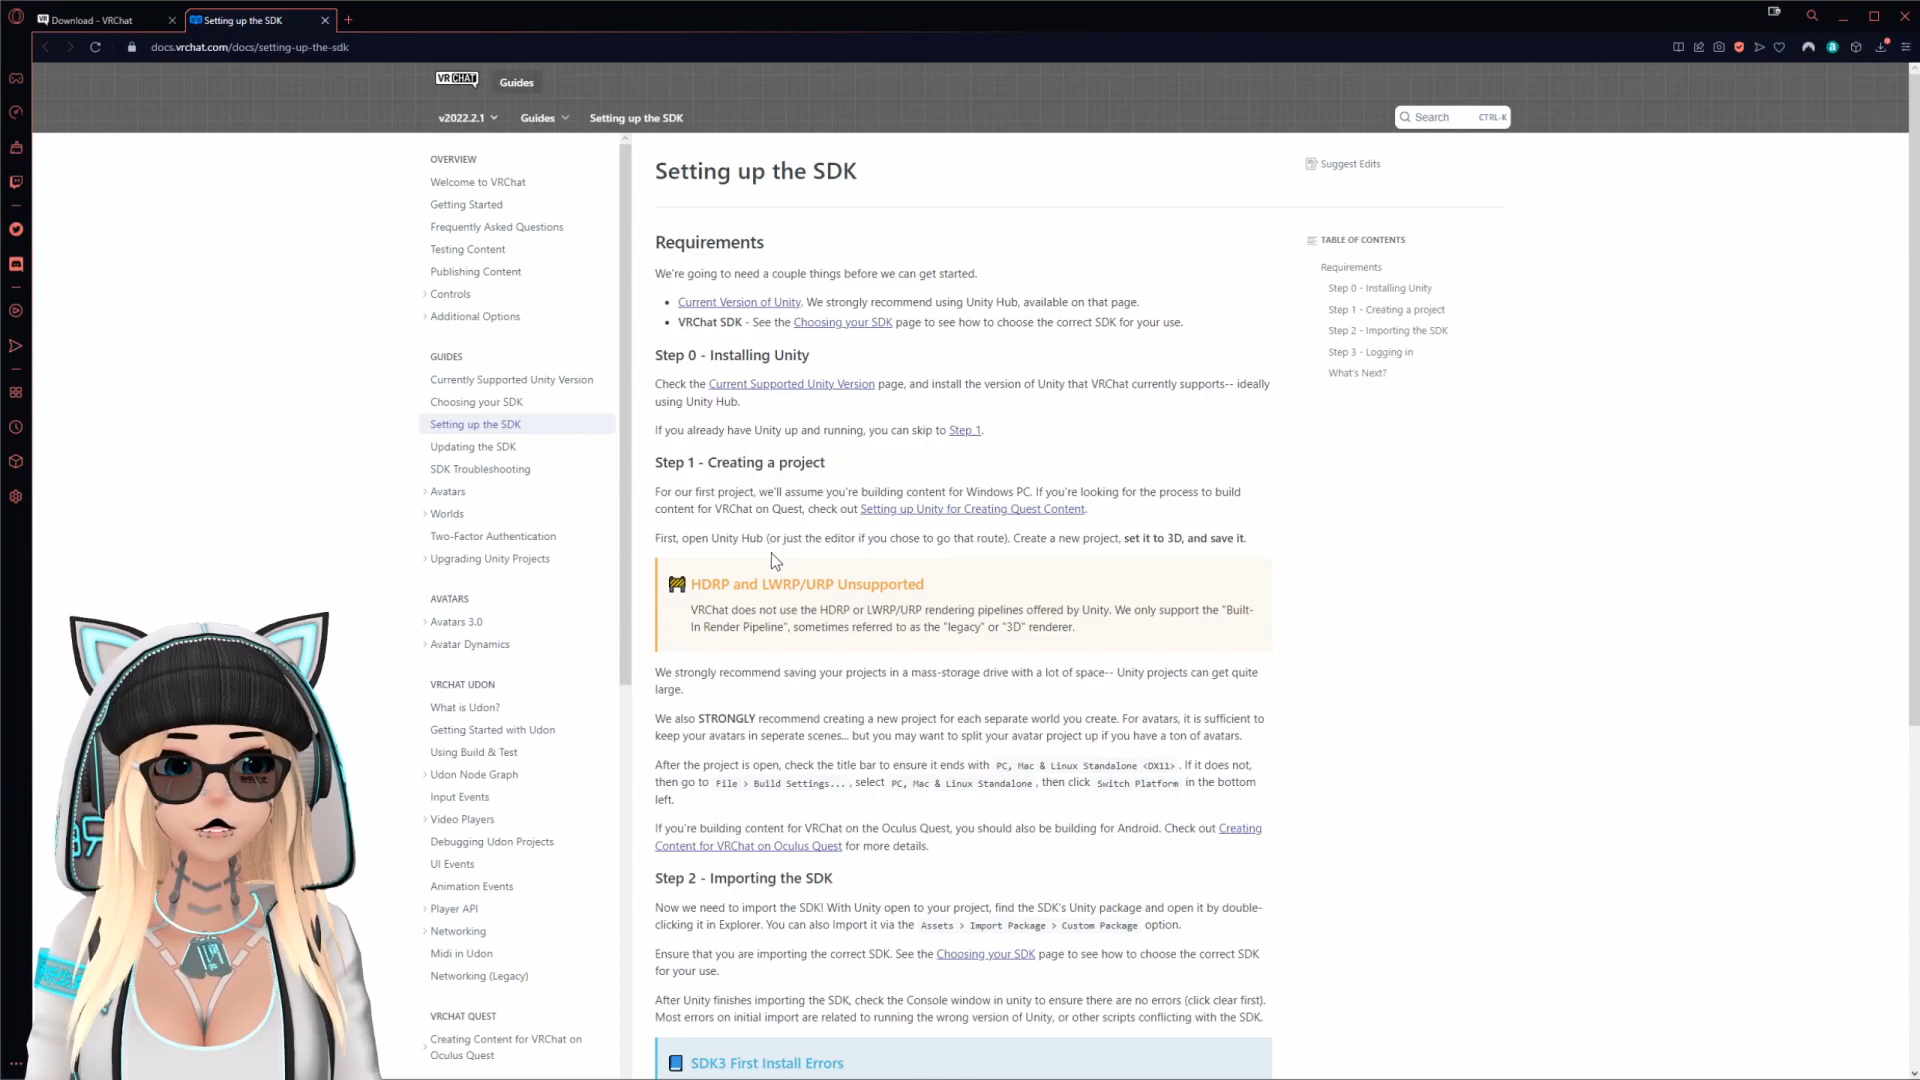 Download - VRChat
Setting up the SDK
docs.vrchat.com/docs/setting-up-the-sdk
VRCHAT
Guides
v2022.2.1
Guides
Setting up the SDK
Search
CTRL-K
OVERVIEW
Welcome to VRChat
Getting Started
Frequently Asked Questions
Testing Content
Publishing Content
Controls
Additional Options
GUIDES
Currently Supported Unity Version
Choosing your SDK
Setting up the SDK
Updating the SDK
SDK Troubleshooting
Avatars
Worlds
Two-Factor Authentication
Upgrading Unity Projects
AVATARS
Avatars 3.0
Avatar Dynamics
VRCHAT UDON
What is Udon?
Getting Started with Udon
Using Build & Test
Udon Node Graph
Input Events
Video Players
Debugging Udon Projects
UI Events
Animation Events
Player API
Networking
Midi in Udon
Networking (Legacy)
VRCHAT QUEST
Creating Content for VRChat on
Oculus Quest
Setting up the SDK
Requirements
We're going to need a couple things before we can get started.
• Current Version of Unity. We strongly recommend using Unity Hub, available on that page.
• VRChat SDK - See the Choosing your SDK page to see how to choose the correct SDK for your use.
Step 0 - Installing Unity
Check the Current Supported Unity Version page, and install the version of Unity that VRChat currently supports-- ideally
using Unity Hub.
If you already have Unity up and running, you can skip to Step 1.
Step 1 - Creating a project
For our first project, we'll assume you're building content for Windows PC. If you're looking for the process to build
content for VRChat on Quest, check out Setting up Unity for Creating Quest Content.
First, open Unity Hub (or just the editor if you chose to go that route). Create a new project, set it to 3D, and save it.
HDRP and LWRP/URP Unsupported
VRChat does not use the HDRP or LWRP/URP rendering pipelines offered by Unity. We only support the "Built-
In Render Pipeline", sometimes referred to as the "legacy" or "3D" renderer.
We strongly recommend saving your projects in a mass-storage drive with a lot of space-- Unity projects can get quite
large.
We also STRONGLY recommend creating a new project for each separate world you create. For avatars, it is sufficient to
keep your avatars in seperate scenes... but you may want to split your avatar project up if you have a ton of avatars.
After the project is open, check the title bar to ensure it ends with PC, Mac & Linux Standalone <DX11>. If it does not,
then go to File > Build Settings..., select PC, Mac & Linux Standalone, then click Switch Platform in the bottom
left.
If you're building content for VRChat on the Oculus Quest, you should also be building for Android. Check out Creating
Content for VRChat on Oculus Quest for more details.
Step 2 - Importing the SDK
Now we need to import the SDK! With Unity open to your project, find the SDK's Unity package and open it by double-
clicking it in Explorer. You can also Import it via the Assets > Import Package > Custom Package option.
Ensure that you are importing the correct SDK. See the Choosing your SDK page to see how to choose the correct SDK
for your use.
After Unity finishes importing the SDK, check the Console window in unity to ensure there are no errors (click clear first).
Most errors on initial import are related to running the wrong version of Unity, or other scripts conflicting with the SDK.
SDK3 First Install Errors
Suggest Edits
TABLE OF CONTENTS
Requirements
Step 0 - Installing Unity
Step 1 - Creating a project
Step 2 - Importing the SDK
Step 3 - Logging in
What's Next?